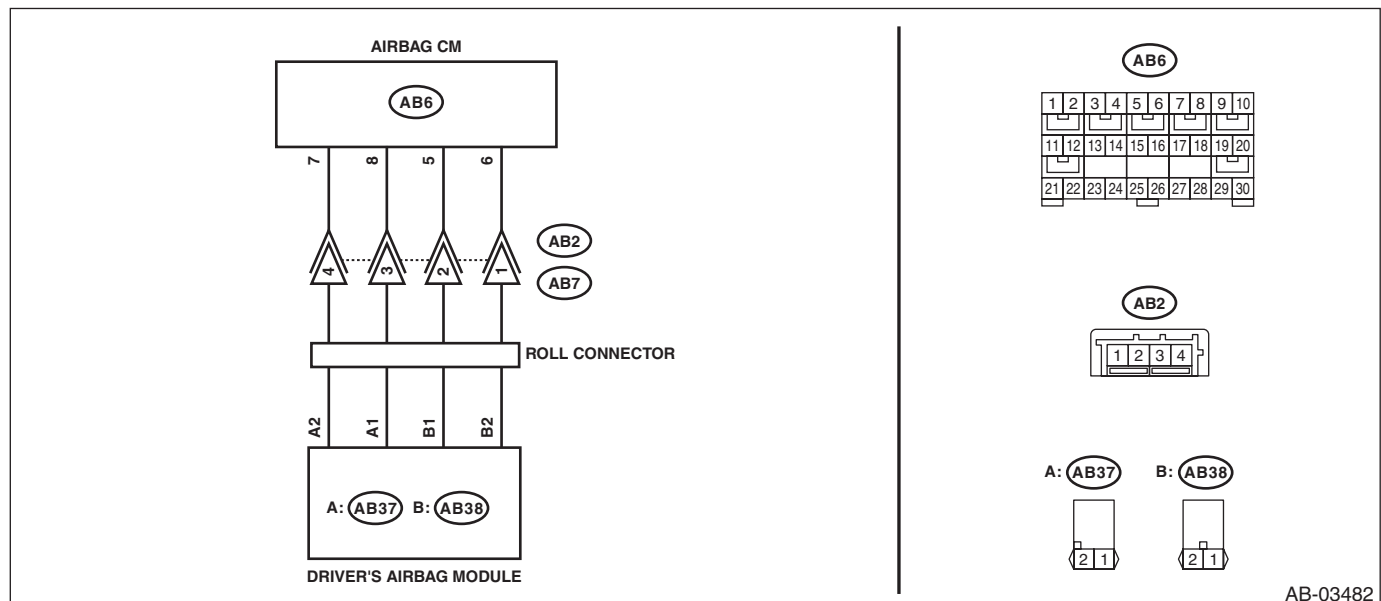 AIRBAG CM
AB6
7 8 5 6
AB2
4 3 2 1
AB7
ROLL CONNECTOR
A2 A1 B1 B2
A: AB37 B: AB38
DRIVER'S AIRBAG MODULE
AB6
1 2 3 4 5 6 7 8 9 10
11 12 13 14 15 16 17 18 19 20
21 22 23 24 25 26 27 28 29 30
AB2
1 2 3 4
A: AB37 B: AB38
2 1 2 1
AB-03482